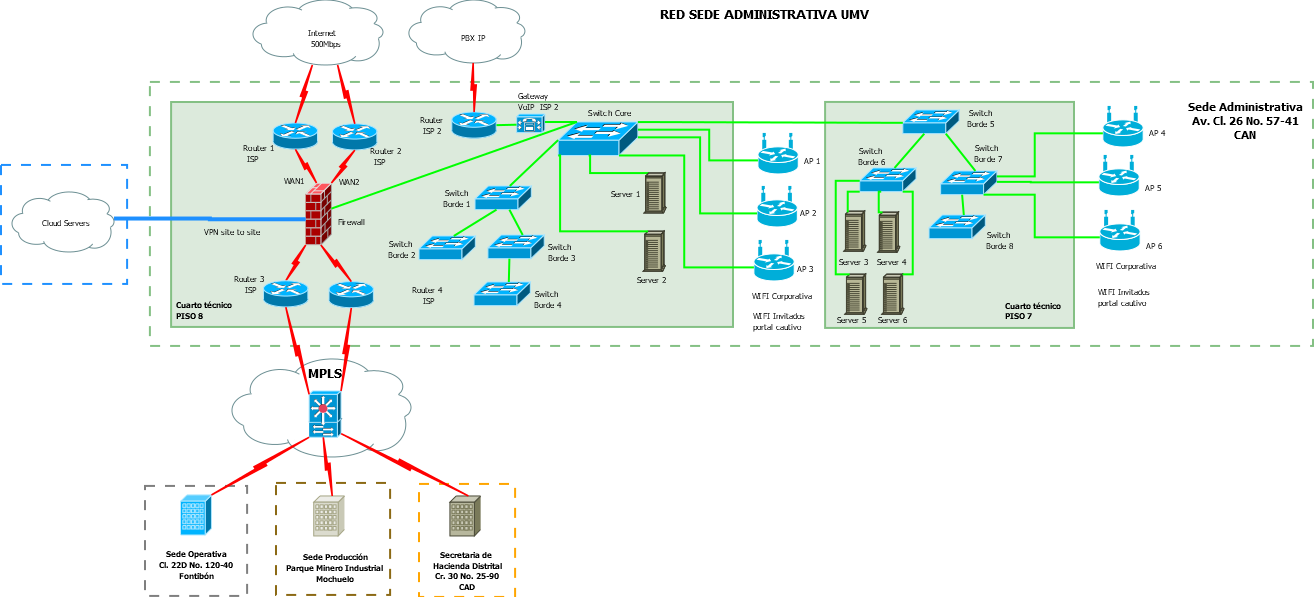 RED SEDE ADMINISTRATIVA UMV
Internet
500Mbps
PBX IP
Sede Administrativa
Av. Cl. 26 No. 57-41
CAN
Gateway
VoIP ISP 2
Router
ISP 2
Switch Core
Switch
Borde 5
Router 1
ISP
Router 2
ISP
WAN1
WAN2
Firewall
VPN site to site
Cloud Servers
Switch
Borde 1
Switch
Borde 2
Switch
Borde 3
Switch
Borde 4
Server 1
Server 2
AP 1
AP 2
AP 3
WIFI Corporativa
WIFI Invitados
portal cautivo
Switch
Borde 6
Switch
Borde 7
Switch
Borde 8
Server 3
Server 4
Server 5
Server 6
AP 4
AP 5
AP 6
WIFI Corporativa
WIFI Invitados
portal cautivo
Router 3
ISP
Router 4
ISP
Cuarto técnico
PISO 8
Cuarto técnico
PISO 7
MPLS
Sede Operativa
Cl. 22D No. 120-40
Fontibón
Sede Producción
Parque Minero Industrial
Mochuelo
Secretaria de
Hacienda Distrital
Cr. 30 No. 25-90
CAD